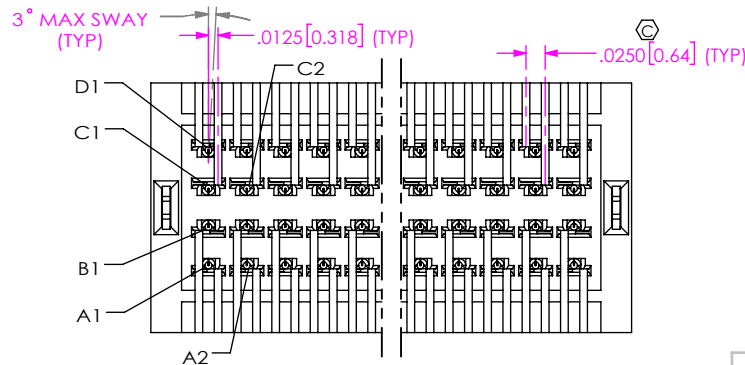 3° MAX SWAY
(TYP)
.0125[0.318] (TYP)
C
.0250[0.64] (TYP)
C2
D1
C1
B1
A1
A2